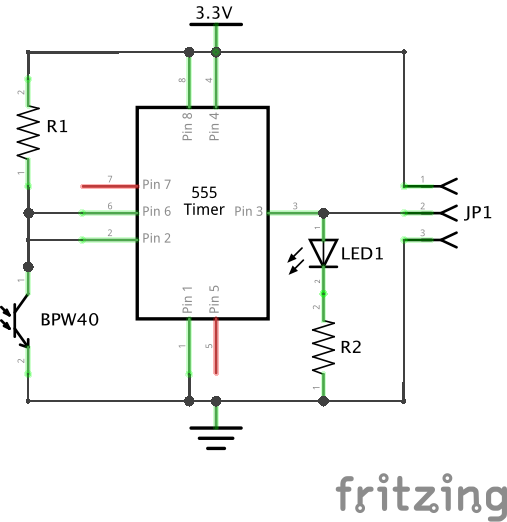 3.3V
8
4
2
Pin 8
Pin 4
R1
1
7
Pin 7
555
Timer
1
6
Pin 6
Pin 3
3
2
JP1
2
Pin 2
1
3
LED1
1
2
BPW40
Pin 1
Pin 5
2
R2
2
1
5
1
fritzing